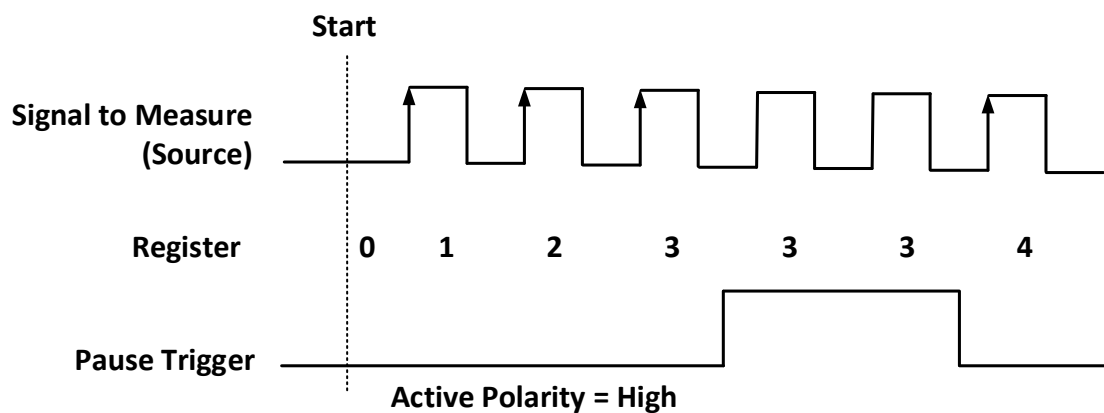 Start
Signal to Measure
(Source)
Register 0 1 2 3 3 3 4
Pause Trigger
Active Polarity = High